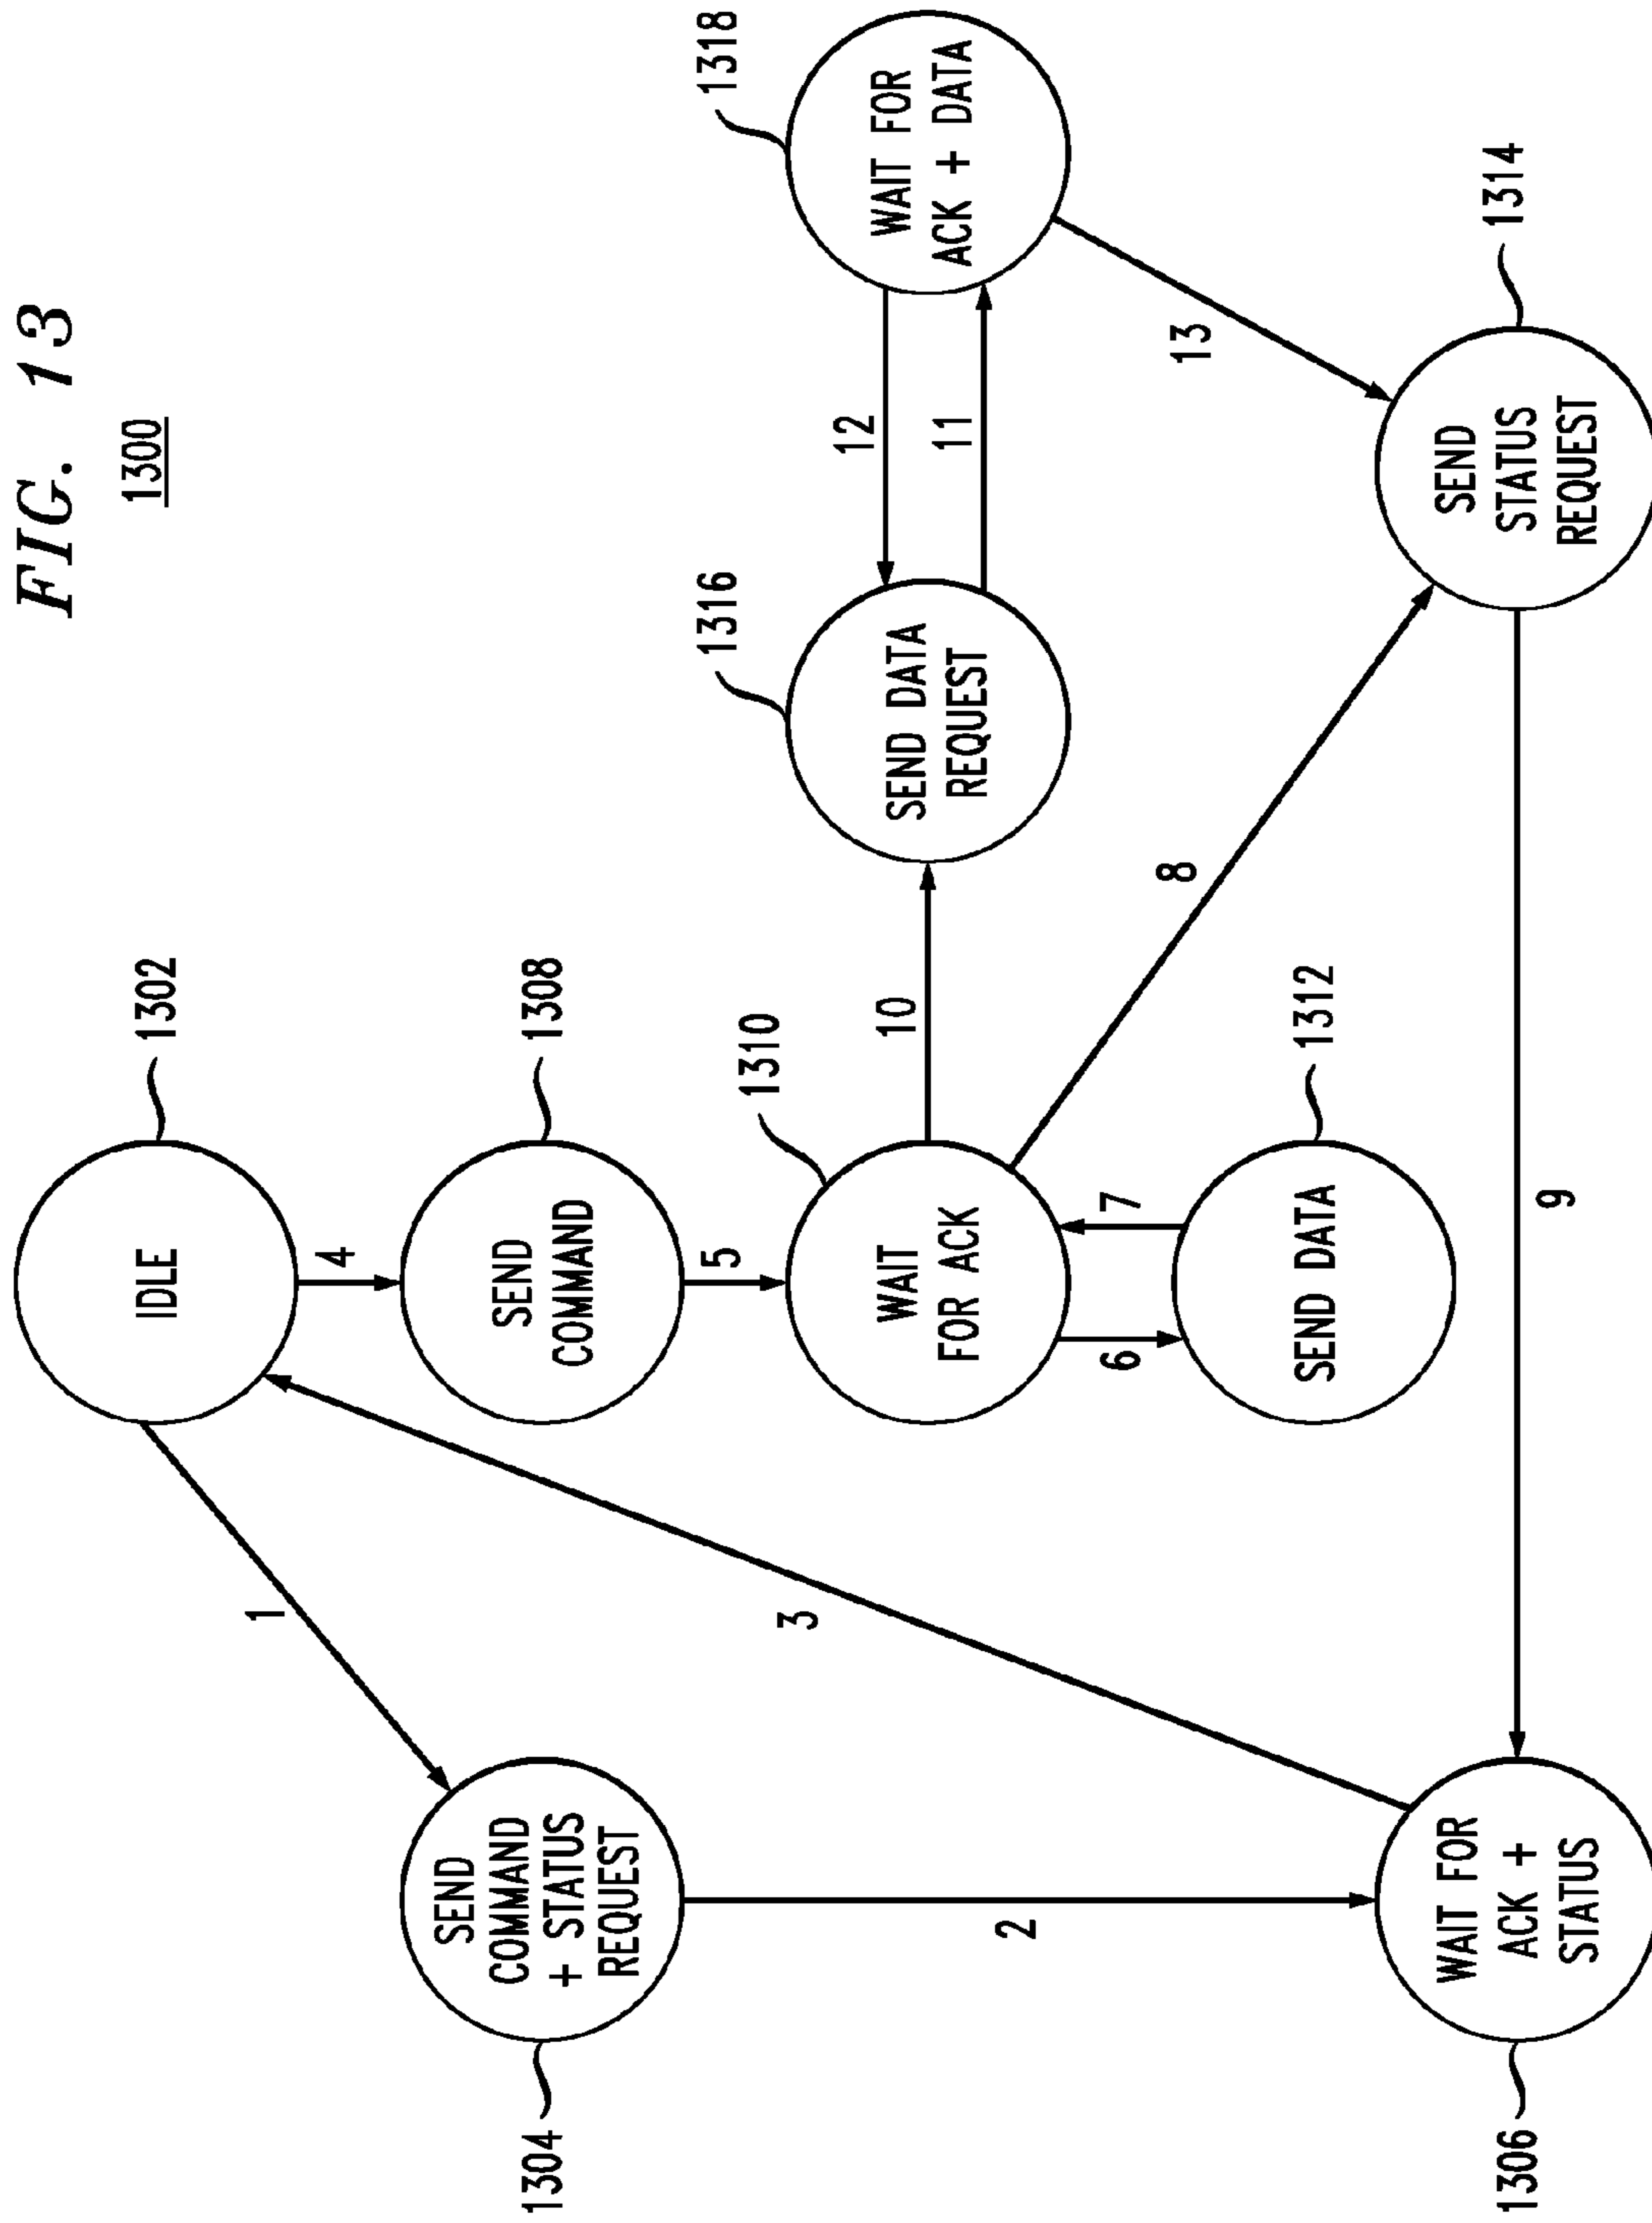 FIG. 13
1300
IDLE
1302
1
4
SEND
COMMAND
+ STATUS
REQUEST
1304
SEND
COMMAND
1308
5
3
2
WAIT
FOR ACK
1310
10
SEND DATA
REQUEST
1316
12
11
WAIT FOR
ACK + DATA
1318
6
7
8
13
SEND DATA
1312
WAIT FOR
ACK +
STATUS
1306
9
SEND
STATUS
REQUEST
1314